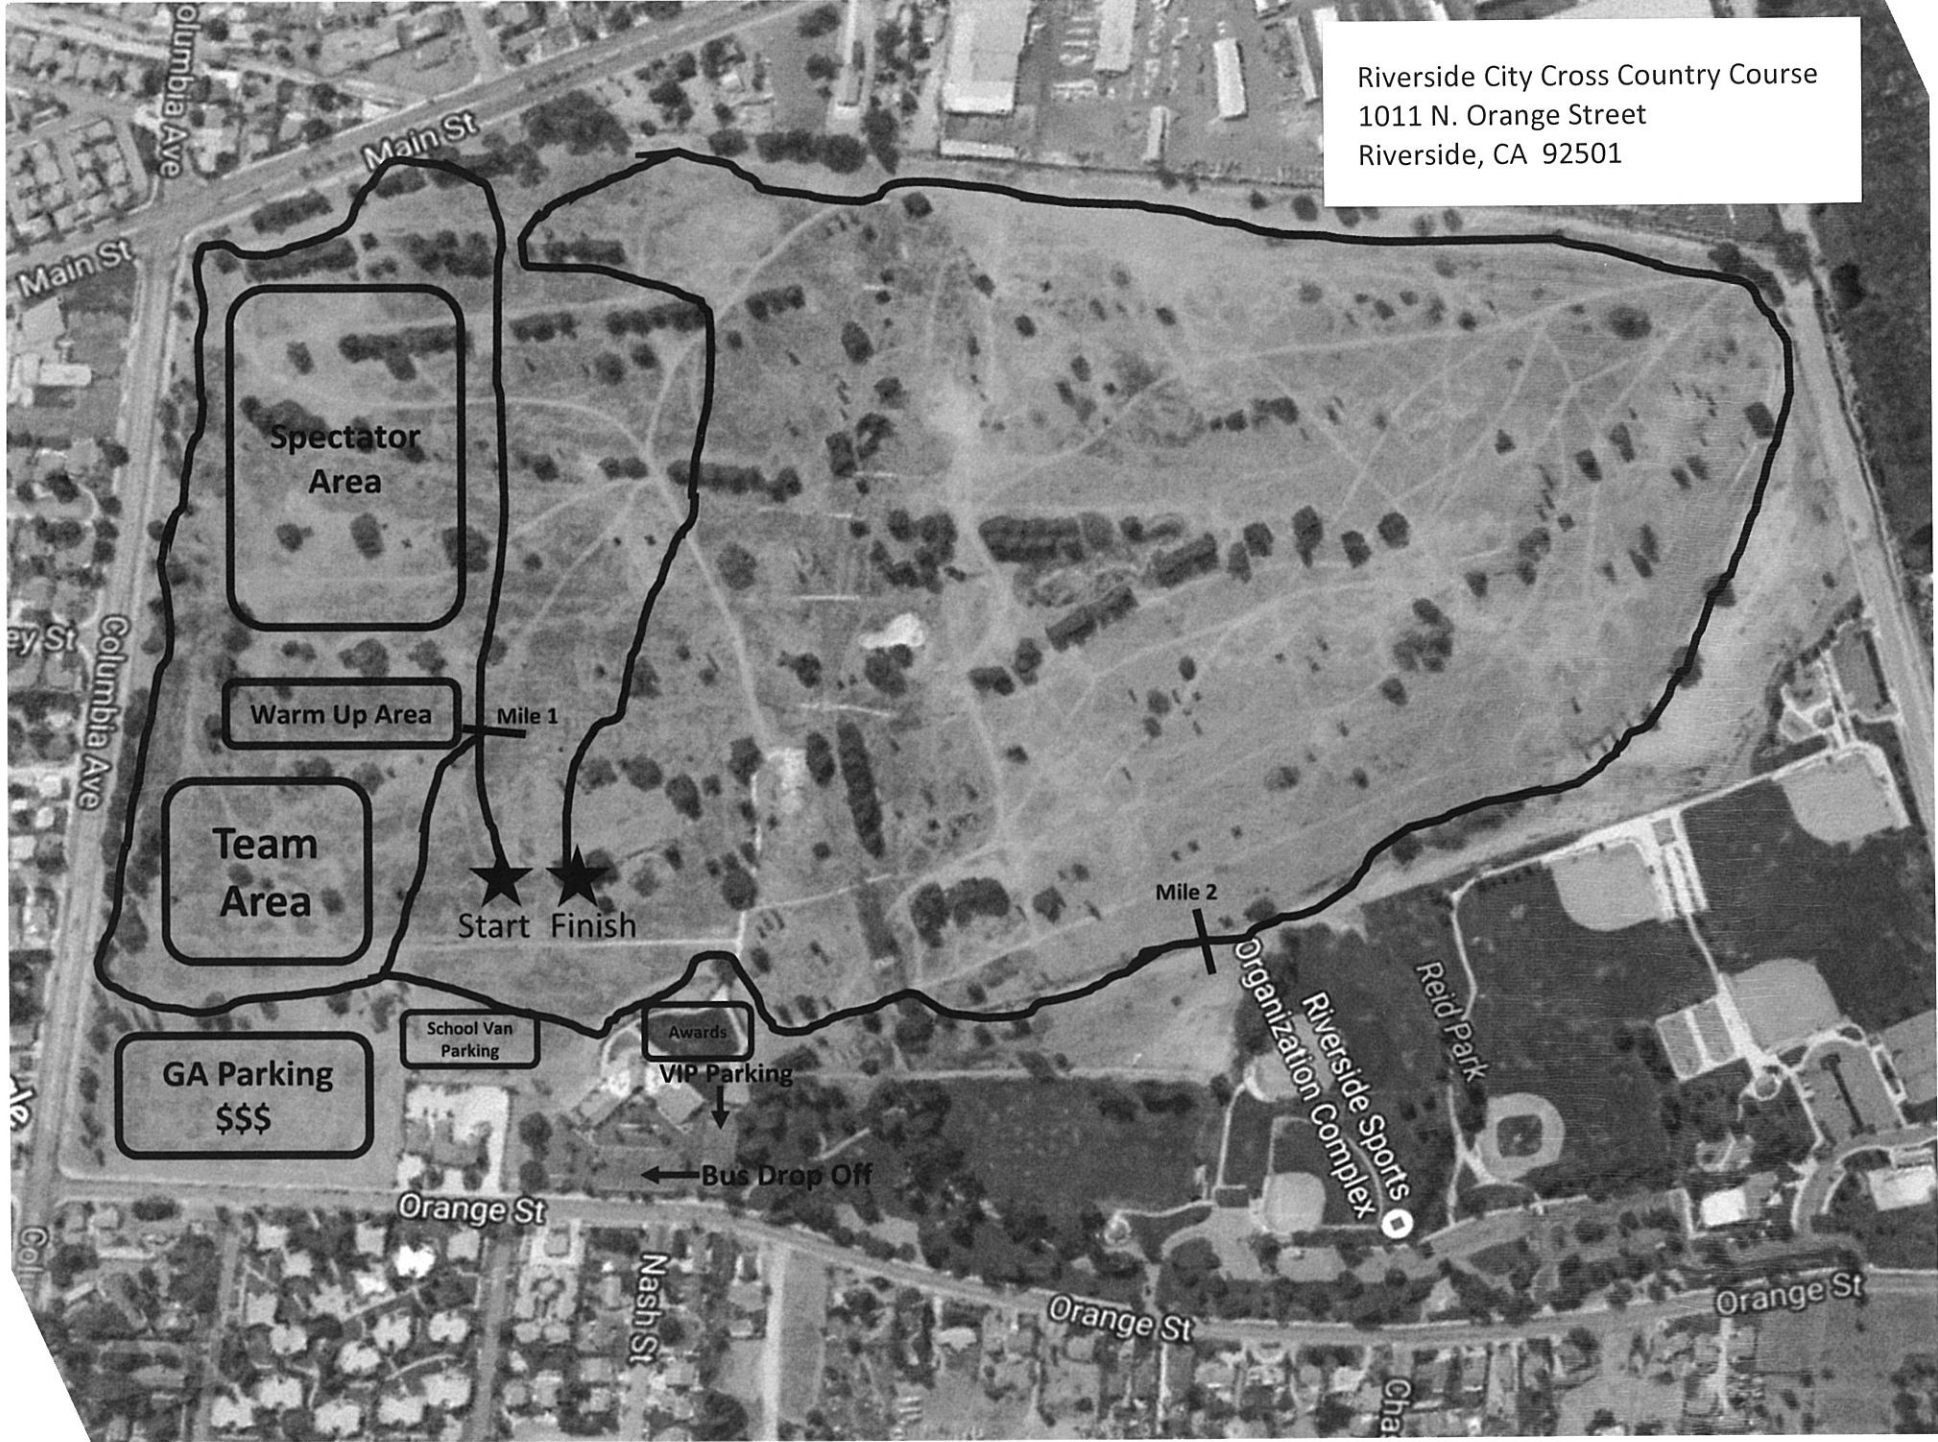 Riverside City Cross Country Course
1011 N. Orange Street
Riverside, CA  92501
Columbia Ave
Main St
Main St
Spectator
Area
Columbia Ave
Warm Up Area
Mile 1
Team
Area
Start
Finish
Mile 2
School Van
Parking
Awards
VIP Parking
GA Parking
$$$
Bus Drop Off
Riverside Sports
Organization Complex
Reid Park
Orange St
Nash St
Orange St
Orange St